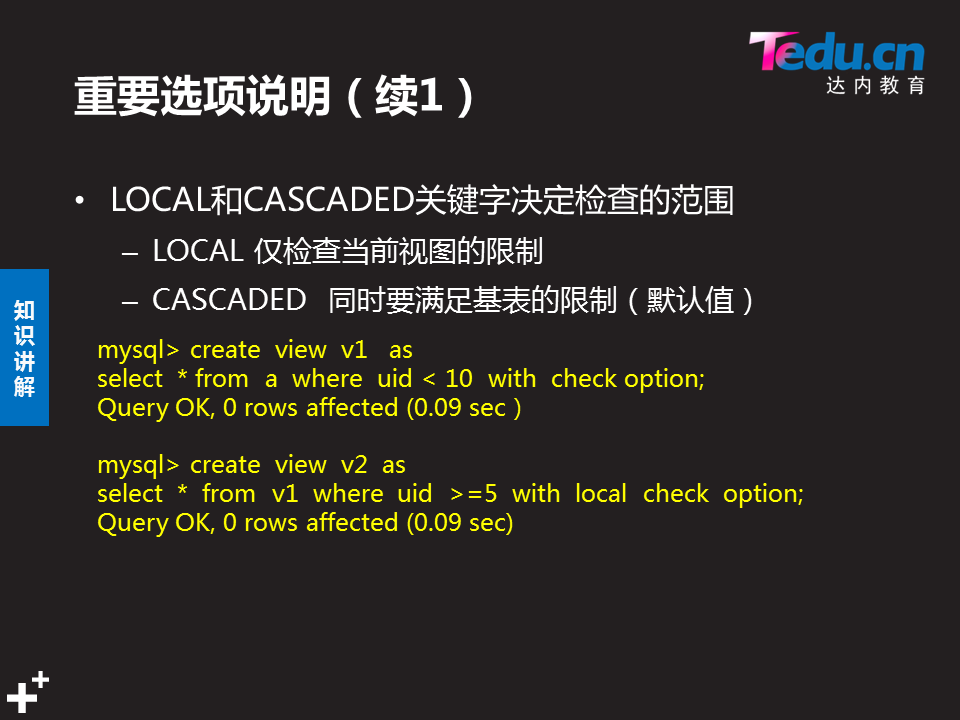 Tedu.cn
达内教育
重要选项说明（续1）
• LOCAL和CASCADED关键字决定检查的范围
– LOCAL 仅检查当前视图的限制
– CASCADED 同时要满足基表的限制（默认值）
知识讲解
mysql> create view v1 as
select * from a where uid < 10 with check option;
Query OK, 0 rows affected (0.09 sec )
mysql> create view v2 as
select * from v1 where uid >=5 with local check option;
Query OK, 0 rows affected (0.09 sec)